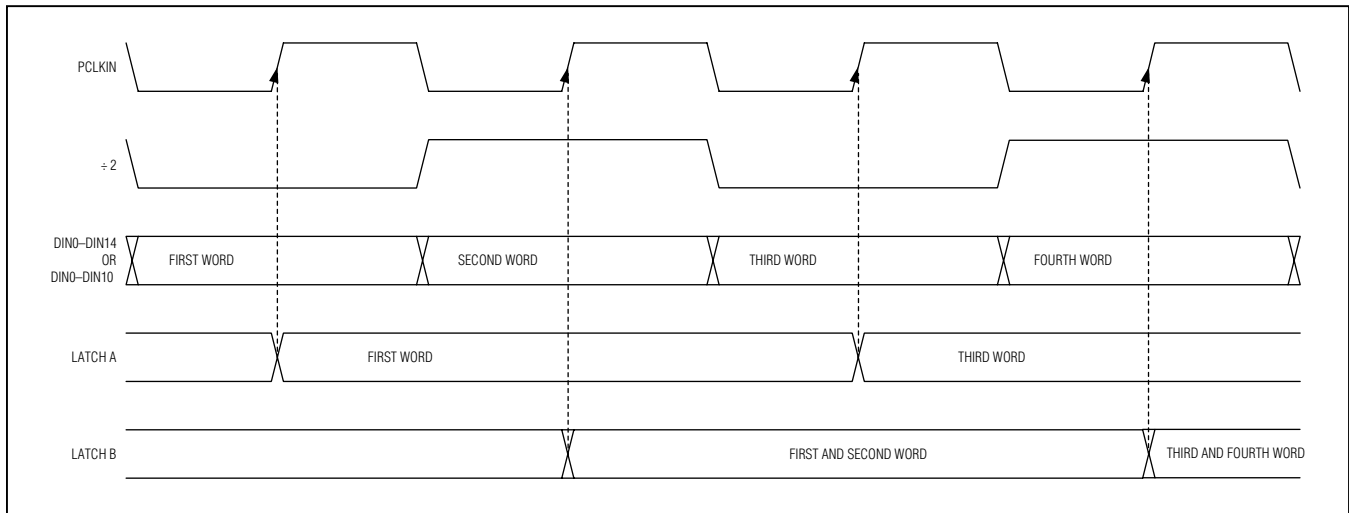 PCLKIN
÷ 2
DIN0–DIN14
OR
DIN0–DIN10
FIRST WORD
SECOND WORD
THIRD WORD
FOURTH WORD
LATCH A
FIRST WORD
THIRD WORD
LATCH B
FIRST AND SECOND WORD
THIRD AND FOURTH WORD